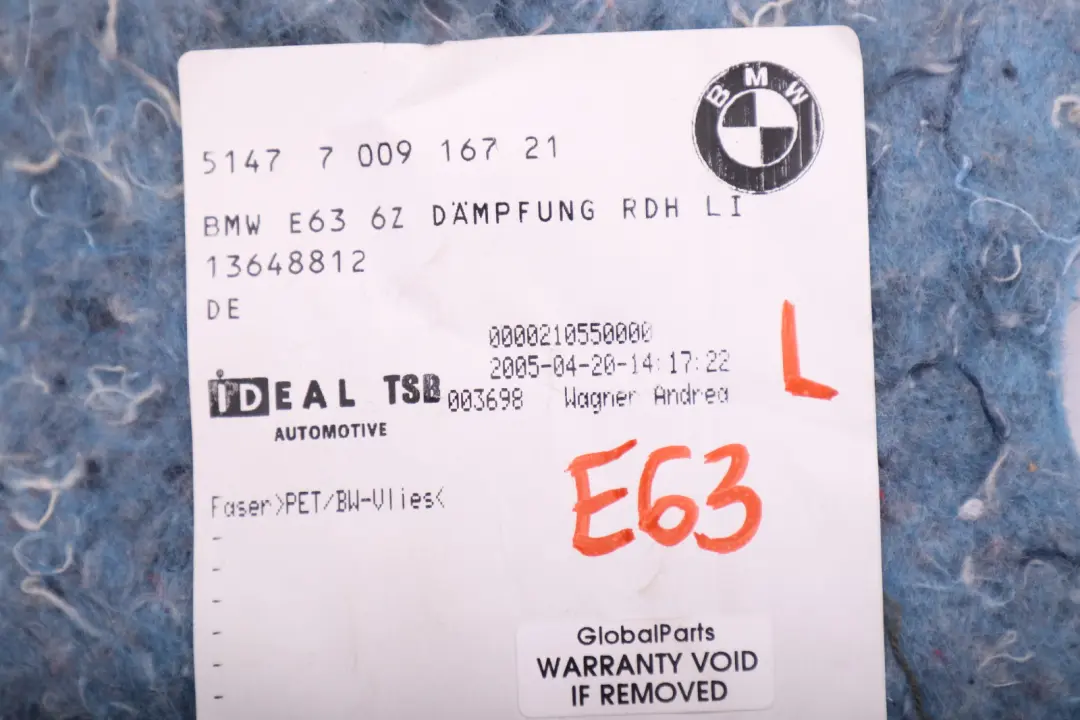 BMW
5147 7 009 167 21
BMW E63 6Z DÄMPFUNG RDH LI
13648812
DE
0000210550000
2005-04-20-14:17:22
L
iDEAL TSB 003698 Wagner Andrea
AUTOMOTIVE
E63
Faser>PET/BW-Vlies<
-
-
-
-
-
-
GlobalParts
WARRANTY VOID
IF REMOVED